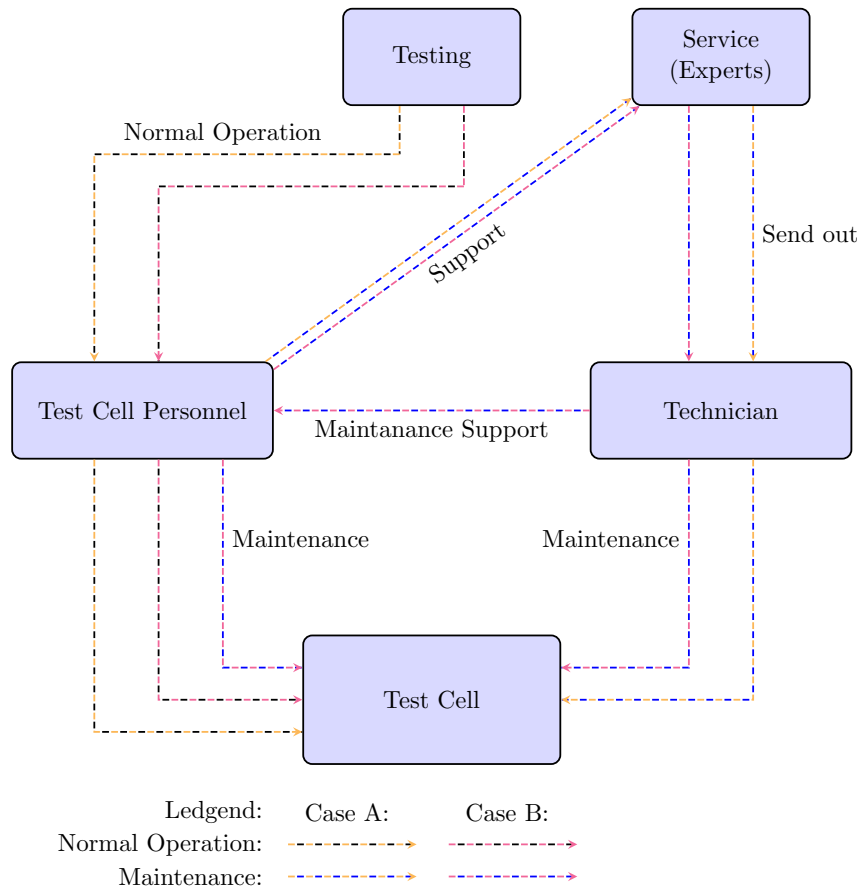 Testing
Service
(Experts)
Normal Operation
Send out
Support
Test Cell Personnel
Technician
Maintanance Support
Maintenance
Maintenance
Test Cell
Ledgend:
Case A:
Case B:
Normal Operation:
Maintenance: